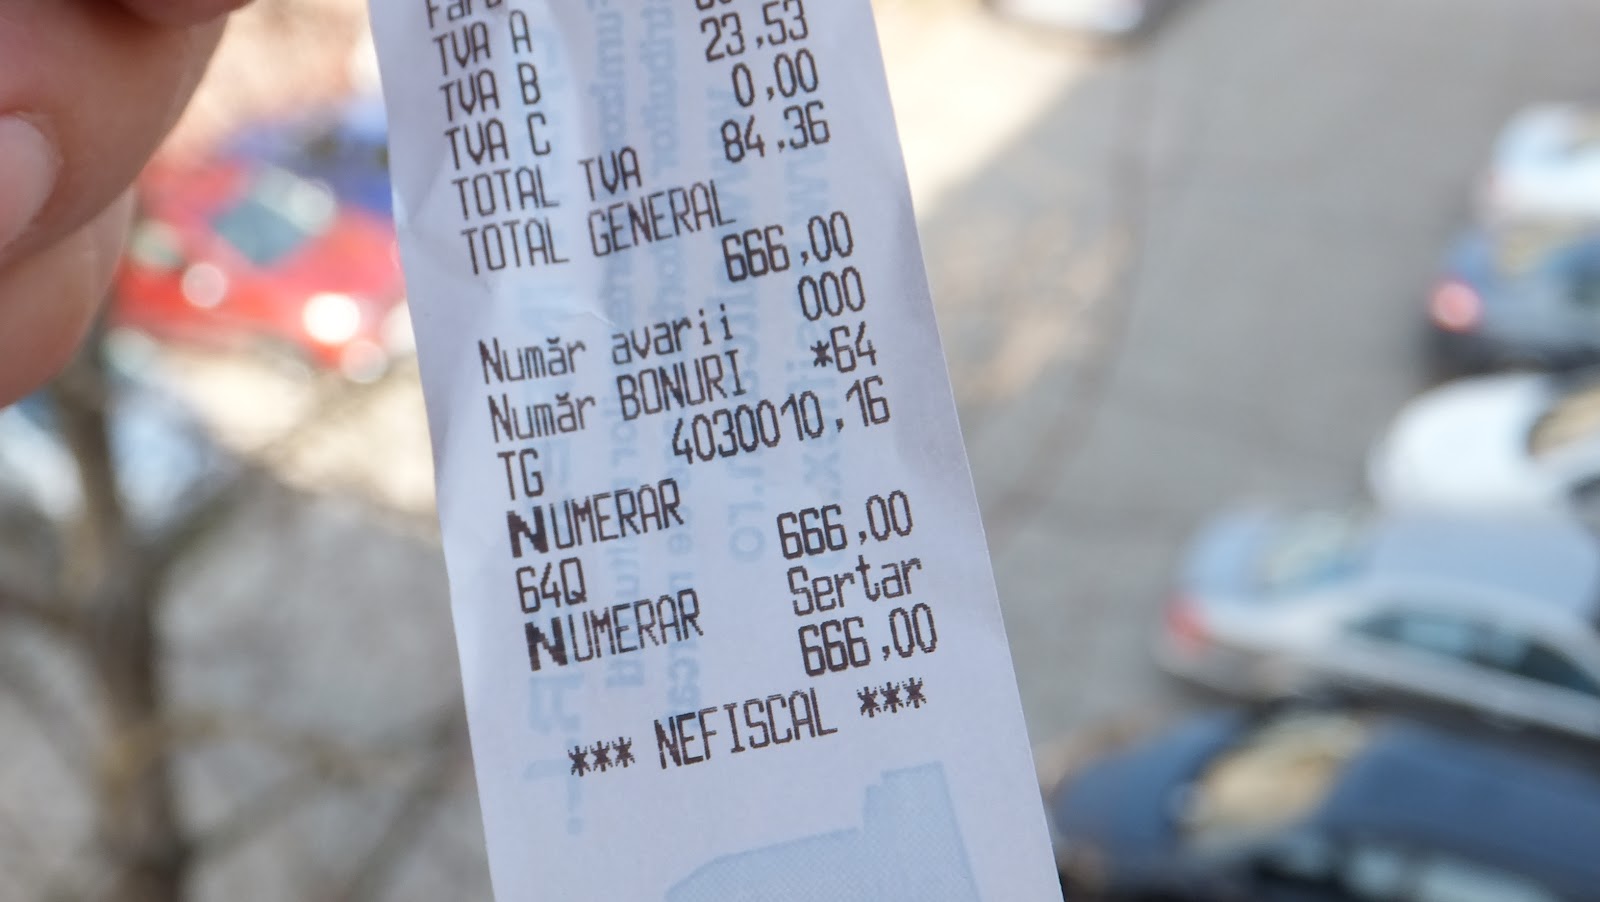 TVA A
TVA B 23,53
TVA C 0,00
TOTAL TVA 84.36
TOTAL GENERAL
666,00
Număr avarii 000
Număr BONURI *64
TG 4030010,16
NUMERAR
64Q 666,00
NUMERAR Sertar
666,00
*** NEFISCAL ***